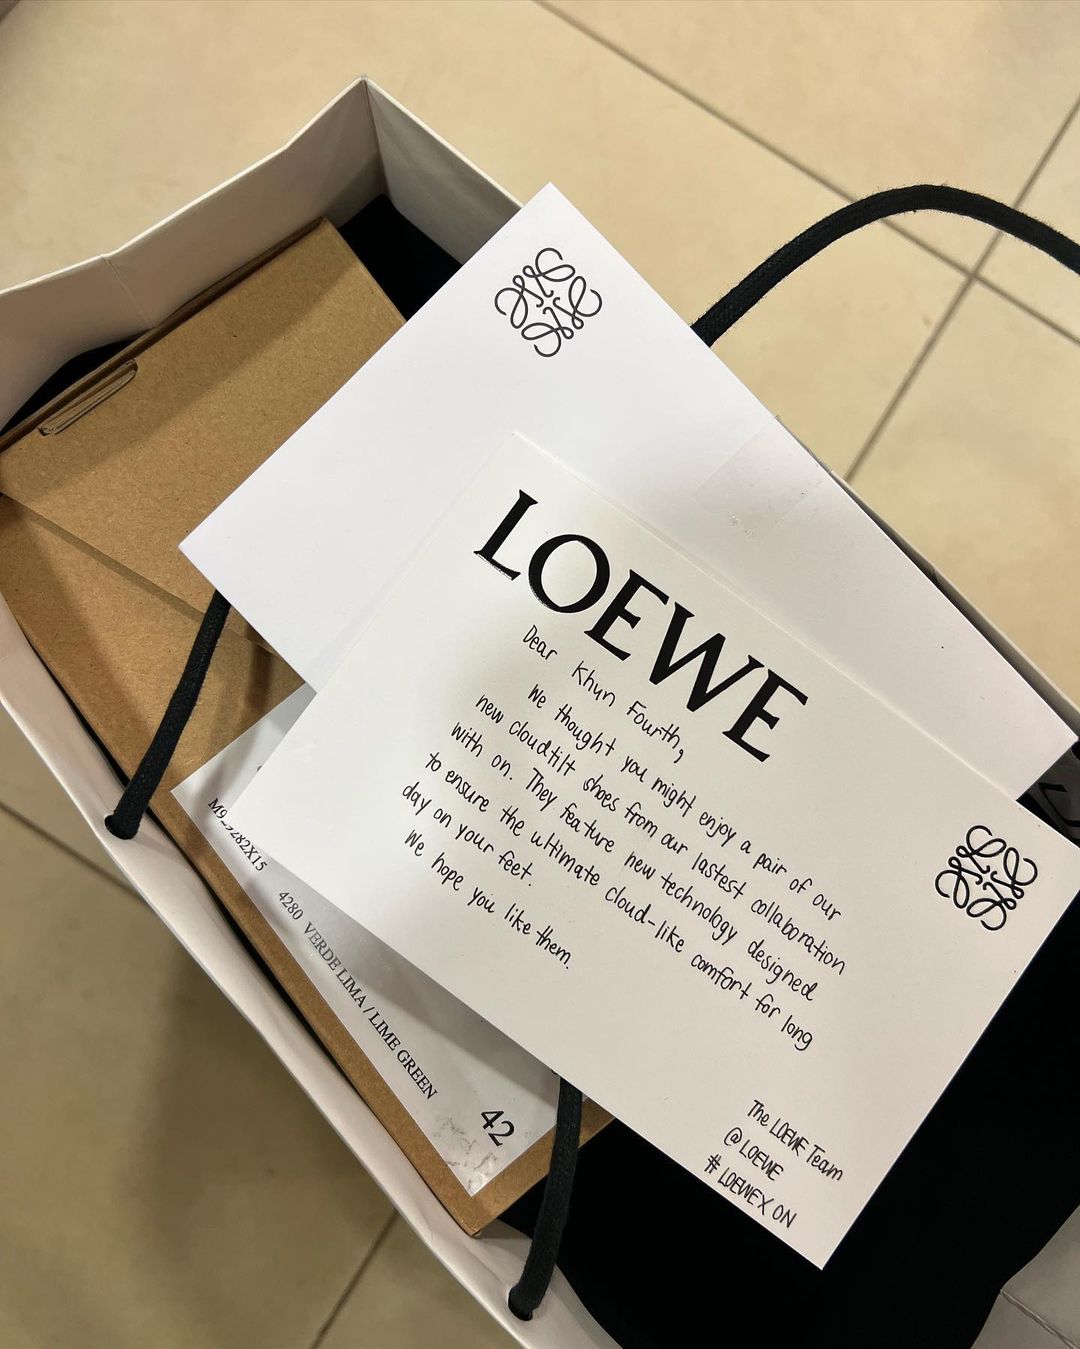 LOEWE
Dear Khun Fourth,
We thought you might enjoy a pair of our
new cloudtilt shoes from our lastest collaboration
with on. They feature new technology designed
to ensure the ultimate cloud-like comfort for long
day on your feet.
We hope you like them.
The LOEWE Team
@LOEWE
# LOEWEX ON
4280 VERDE LIMA / LIME GREEN
42